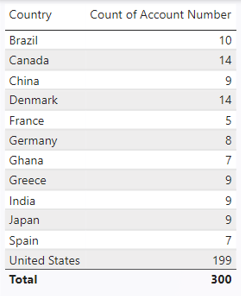 Country Count of Account Number
Brazil 10
Canada 14
China 9
Denmark 14
France 5
Germany 8
Ghana 7
Greece 9
India 9
Japan 9
Spain 7
United States 199
Total 300